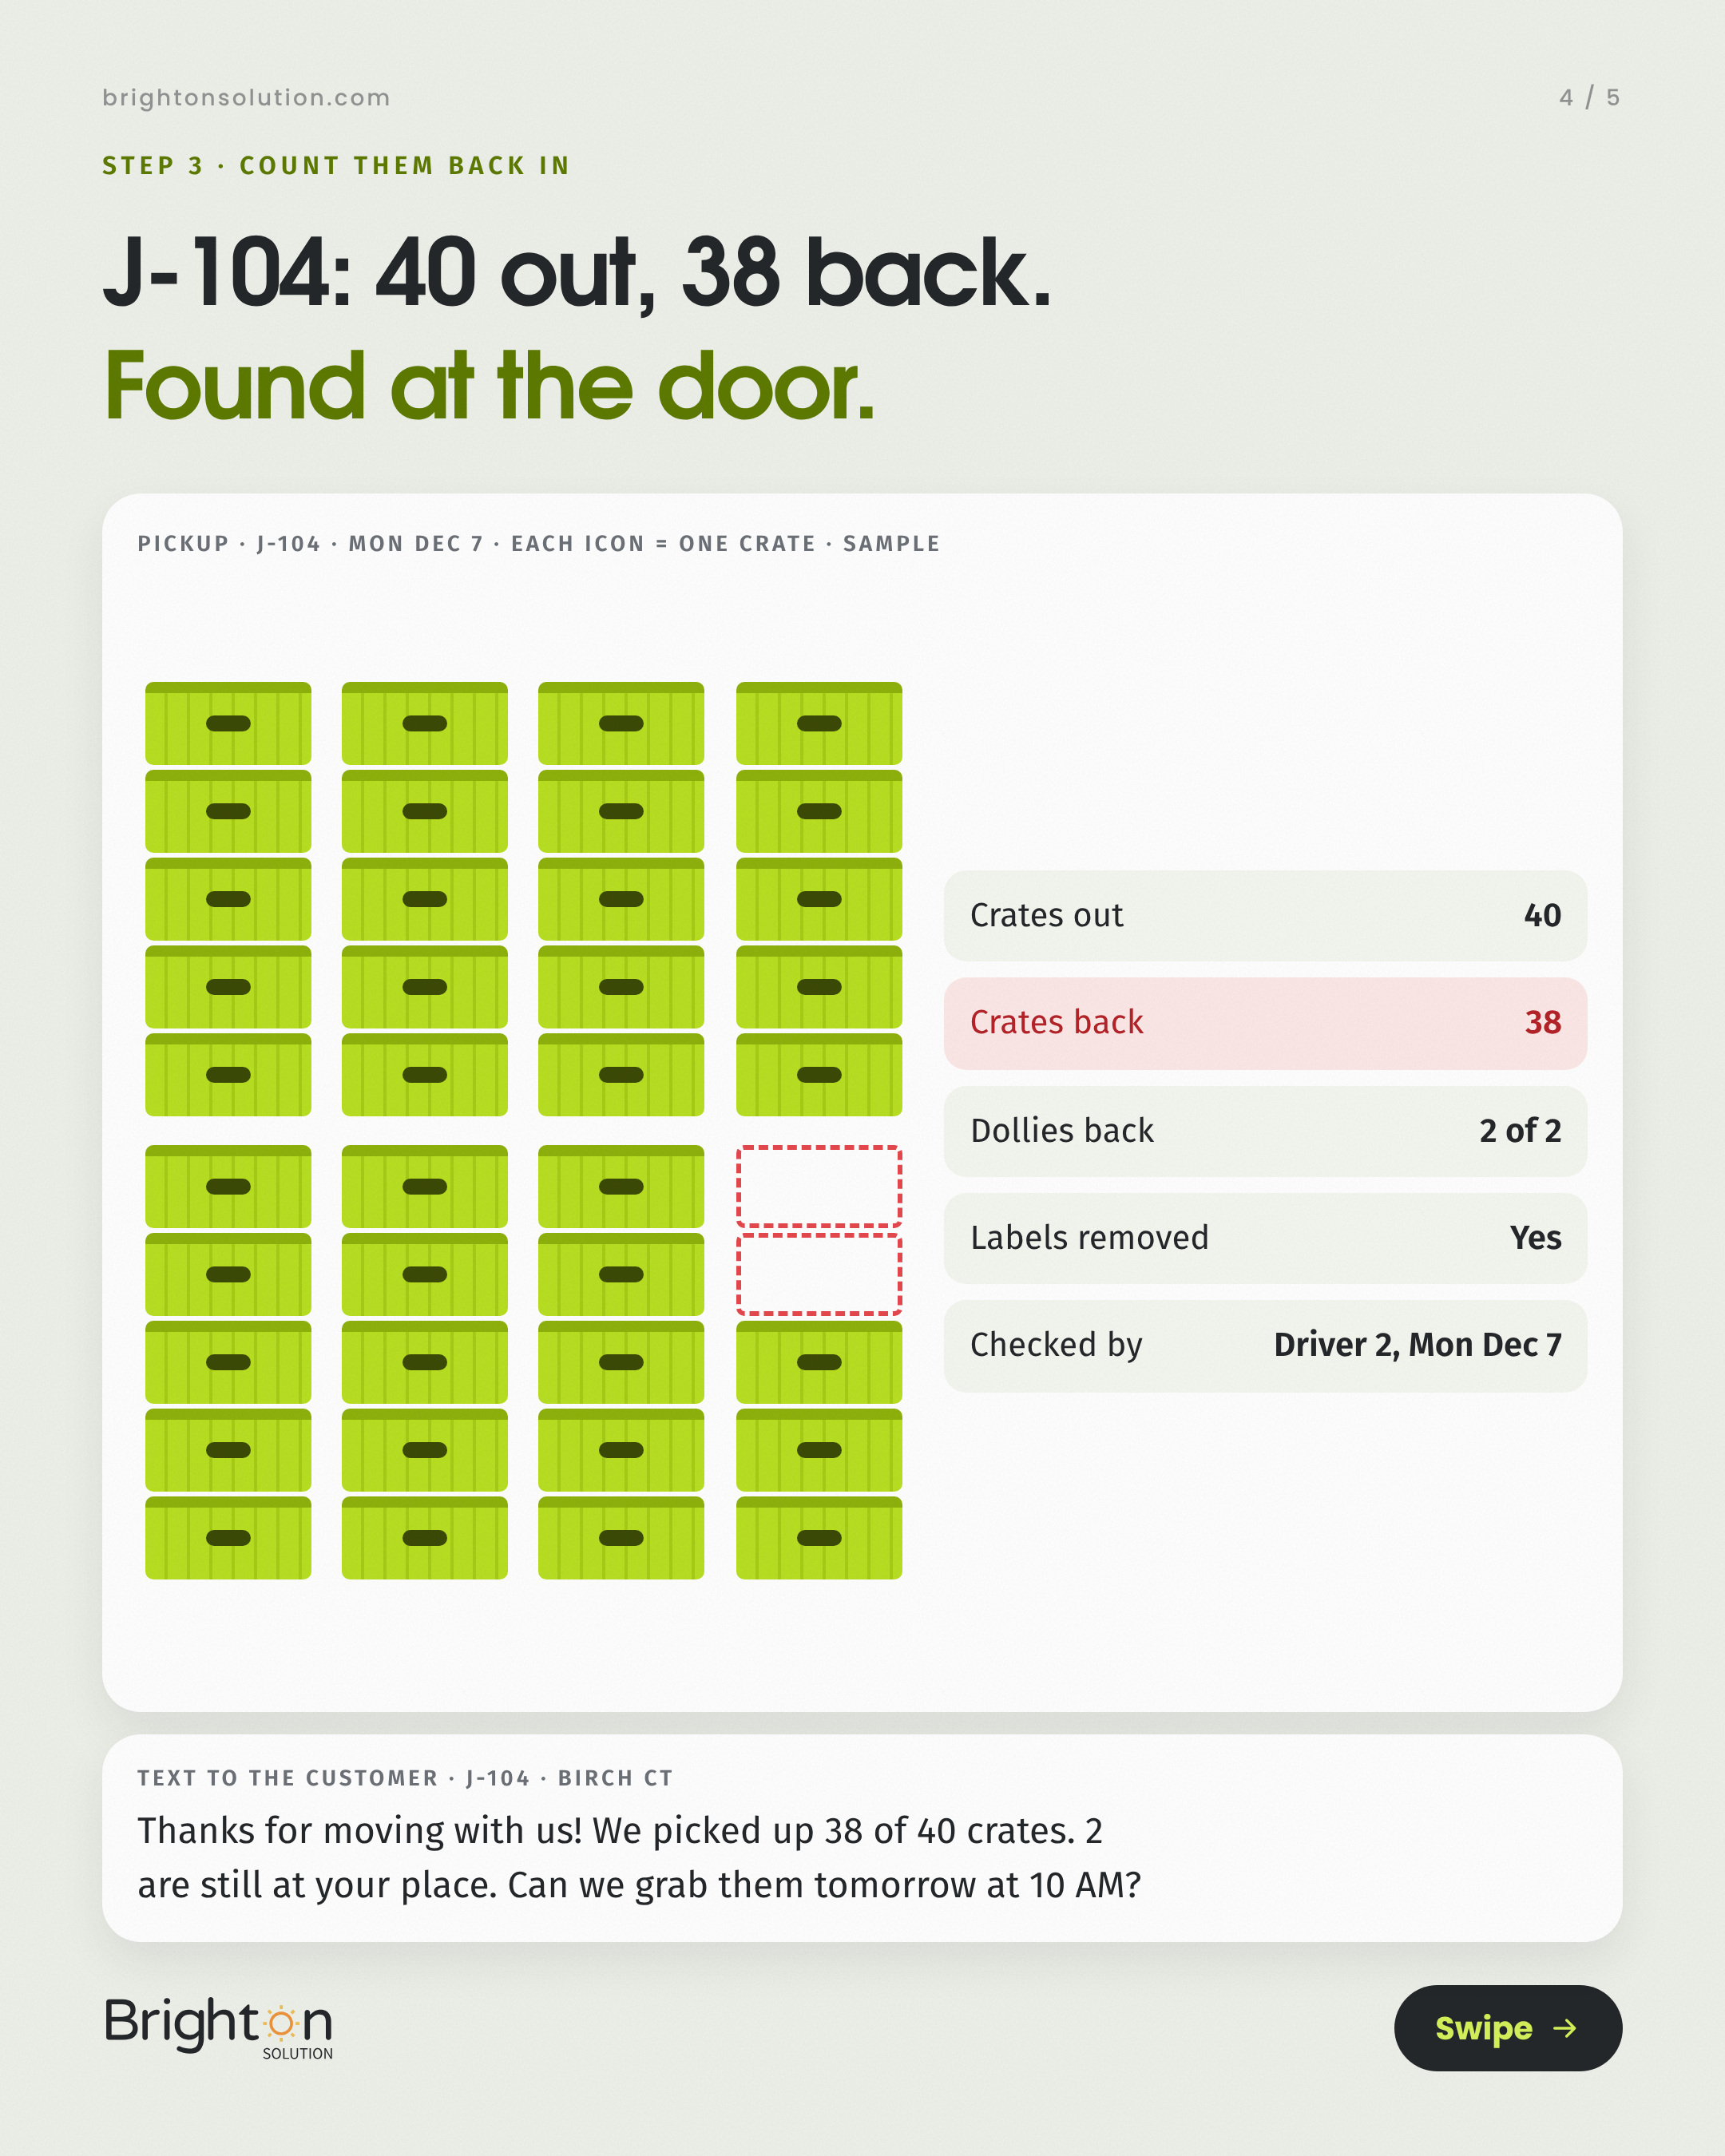 brightonsolution.com
4 / 5
STEP 3 · COUNT THEM BACK IN
J-104: 40 out, 38 back.
Found at the door.
PICKUP · J-104 · MON DEC 7 · EACH ICON = ONE CRATE · SAMPLE
Crates out 40
Crates back 38
Dollies back 2 of 2
Labels removed Yes
Checked by Driver 2, Mon Dec 7
TEXT TO THE CUSTOMER · J-104 · BIRCH CT
Thanks for moving with us! We picked up 38 of 40 crates. 2
are still at your place. Can we grab them tomorrow at 10 AM?
Brighton
SOLUTION
Swipe →